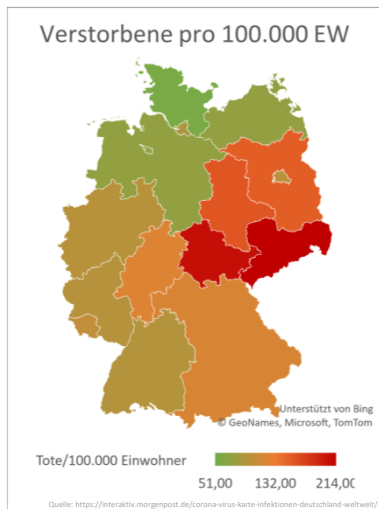 Verstorbene pro 100.000 EW
Unterstützt von Bing
© GeoNames, Microsoft, TomTom
Tote/100.000 Einwohner
51,00 132,00 214,00
Quelle: https://interaktiv.morgenpost.de/corona-virus-karte-infektionen-deutschland-weltweit/